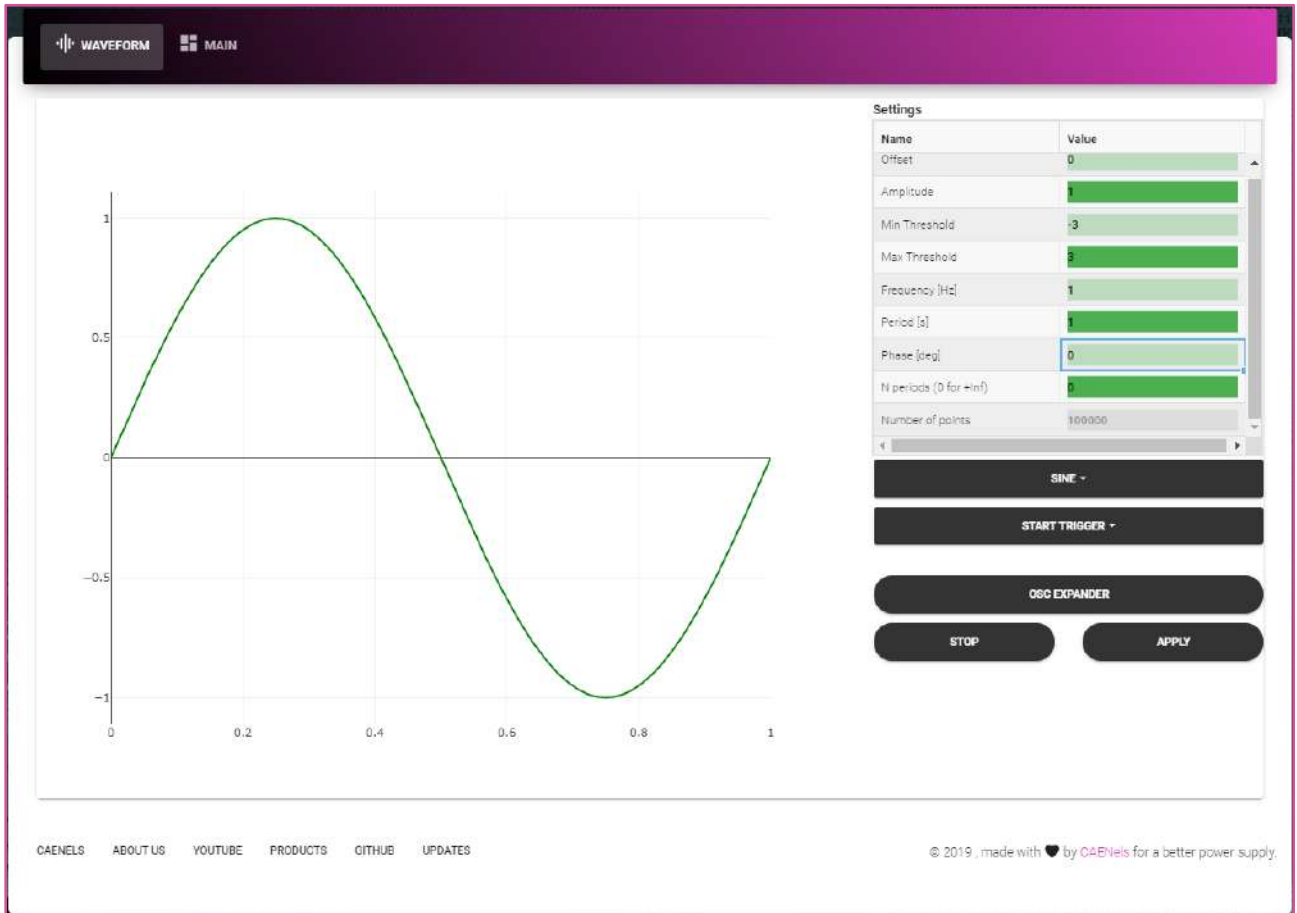 WAVEFORM MAIN
Settings
Name Value
Offset 0
Amplitude 1
Min Threshold -3
Max Threshold 3
Frequency [Hz] 1
Period [s] 1
Phase [deg] 0
N periods (0 for +Inf) 0
Number of points 100000
SINE
START TRIGGER
OSC EXPANDER
STOP APPLY
1
0.5
0
−0.5
−1
0 0.2 0.4 0.6 0.8 1
CAENELS ABOUT US YOUTUBE PRODUCTS GITHUB UPDATES
© 2019 , made with by CAENels for a better power supply.